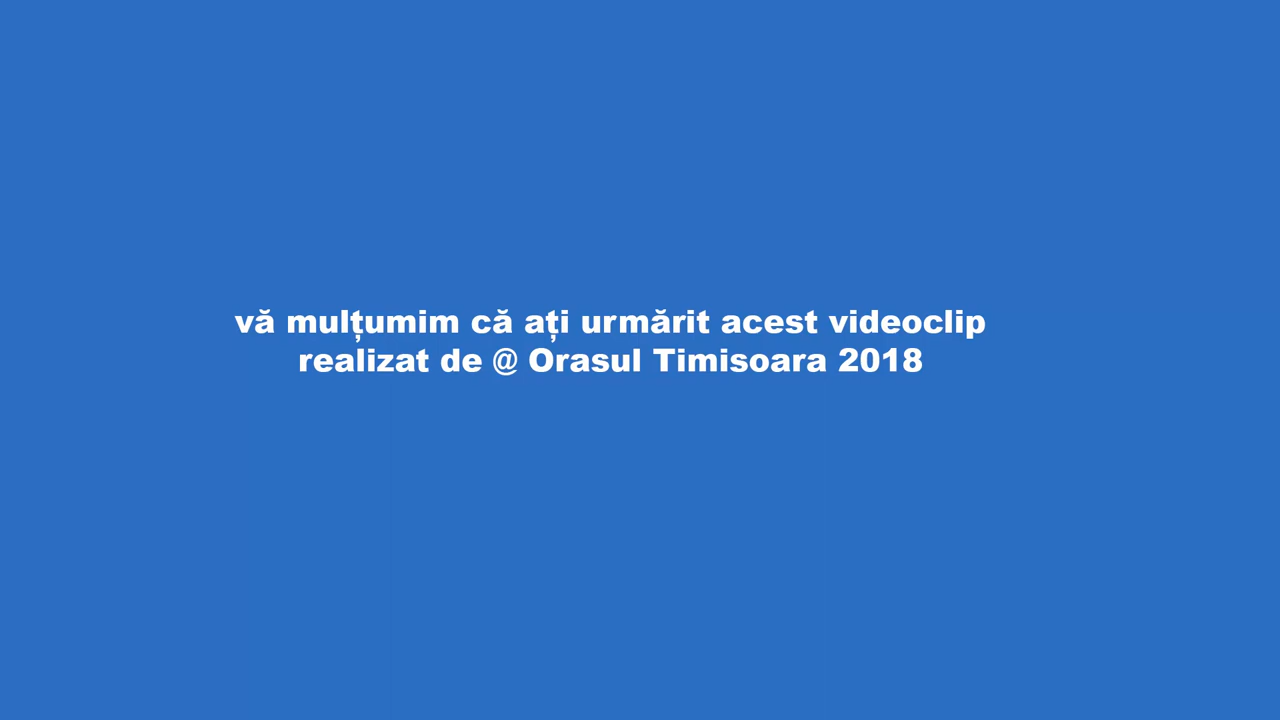 vă mulțumim că ați urmărit acest videoclip
realizat de @ Orasul Timisoara 2018